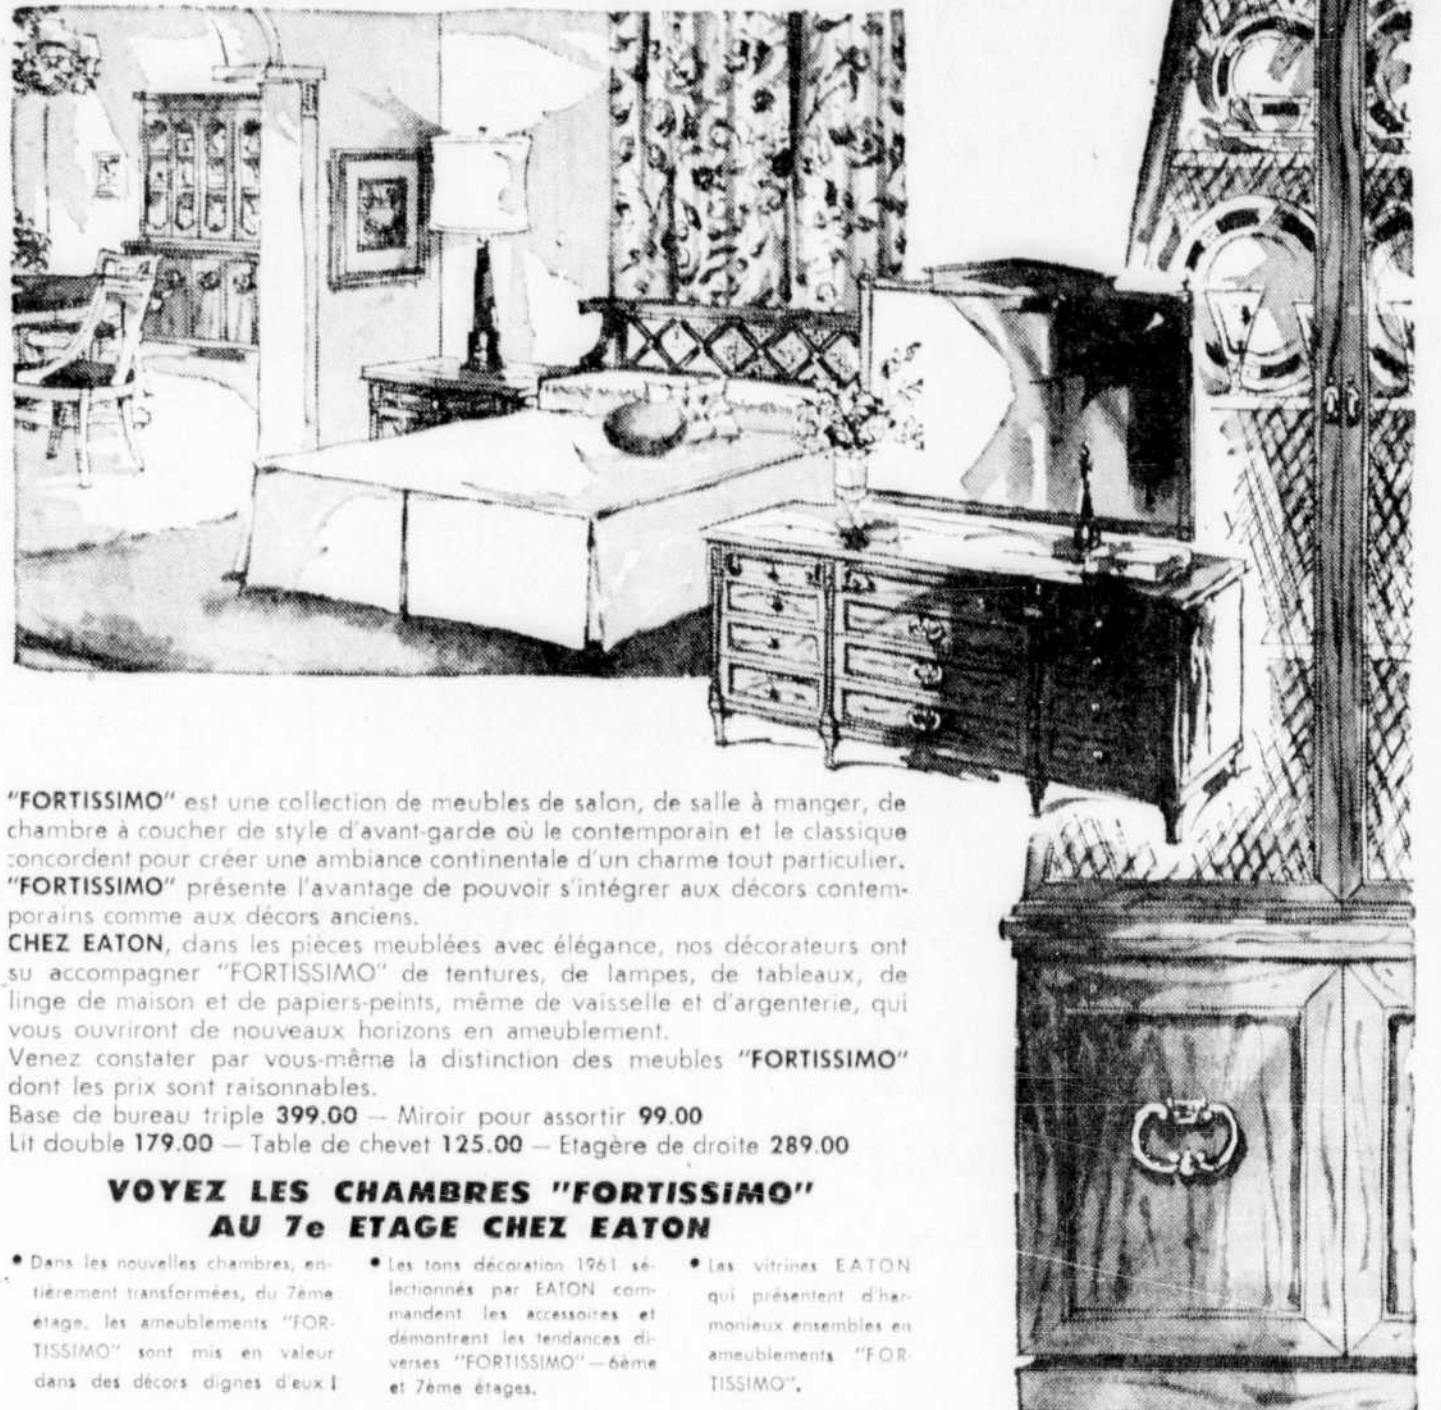 "FORTISSIMO" est une collection de meubles de salon, de salle à manger, de
chambre à coucher de style d'avant-garde où le contemporain et le classique
concordent pour créer une ambiance continentale d'un charme tout particulier.
"FORTISSIMO" présente l'avantage de pouvoir s'intégrer aux décors contem-
porains comme aux décors anciens.
CHEZ EATON, dans les pièces meublées avec élégance, nos décorateurs ont
su accompagner "FORTISSIMO" de tentures, de lampes, de tableaux, de
linge de maison et de papiers-peints, même de vaisselle et d'argenterie, qui
vous ouvriront de nouveaux horizons en ameublement.
Venez constater par vous-même la distinction des meubles "FORTISSIMO"
dont les prix sont raisonnables.
Base de bureau triple 399.00 — Miroir pour assortir 99.00
Lit double 179.00 — Table de chevet 125.00 — Etagère de droite 289.00
VOYEZ LES CHAMBRES "FORTISSiMO"
AU 7e ETAGE CHEZ EATON
• Dans les nouvelles chambres, en-
tièrement transformées, du 7ème
étage, les ameublements "FOR-
TISSIMO" sont mis en valeur
dans des décors dignes d'eux !
• Les tons décoration 1961 sé-
lectionnés par EATON com-
mandent les accessoires et
démontrent les tendances di-
verses "FORTISSIMO" — 6ème
et 7ème étages.
• Les vitrines EATON
qui présentent d'har-
monieux ensembles en
ameublements "FOR-
TISSIMO".